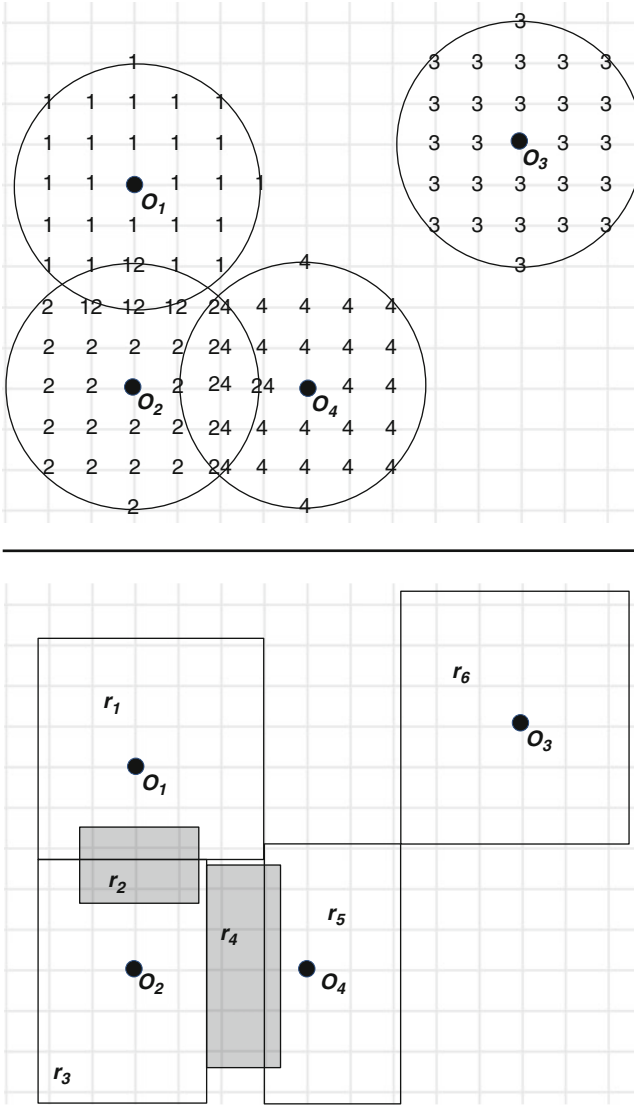 3
1 3 3 3 3 3
1 1 1 1 1 3 3 3 3 3
1 1 1 1 1 3 3 3 3
O3
1 1 1 1 1 3 3 3 3 3
O1
1 1 1 1 1 3 3 3 3 3
1 1 12 1 1 4 3
2 12 12 12 24 4 4 4 4
2 2 2 2 24 4 4 4 4
2 2 2 24 24 4 4
O2 O4
2 2 2 2 24 4 4 4 4
2 2 2 2 24 4 4 4 4
2 4
r6
r1
O3
O1
r2
r5
r4
O2 O4
r3